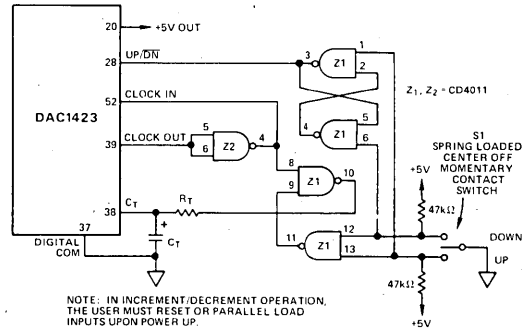 20
+5V OUT
28
UP/DN
3
Z1
1
2
DAC1423
52
CLOCK IN
Z1, Z2 = CD4011
4
Z1
5
6
39
CLOCK OUT
5
6
Z2
4
S1
SPRING LOADED
CENTER OFF
MOMENTARY
CONTACT
SWITCH
+5V
8
9
Z1
10
38
CT
RT
47kΩ
37
DIGITAL
COM
+
CT
11
Z1
12
13
DOWN
UP
47kΩ
+5V
NOTE: IN INCREMENT/DECREMENT OPERATION,
THE USER MUST RESET OR PARALLEL LOAD
INPUTS UPON POWER UP.